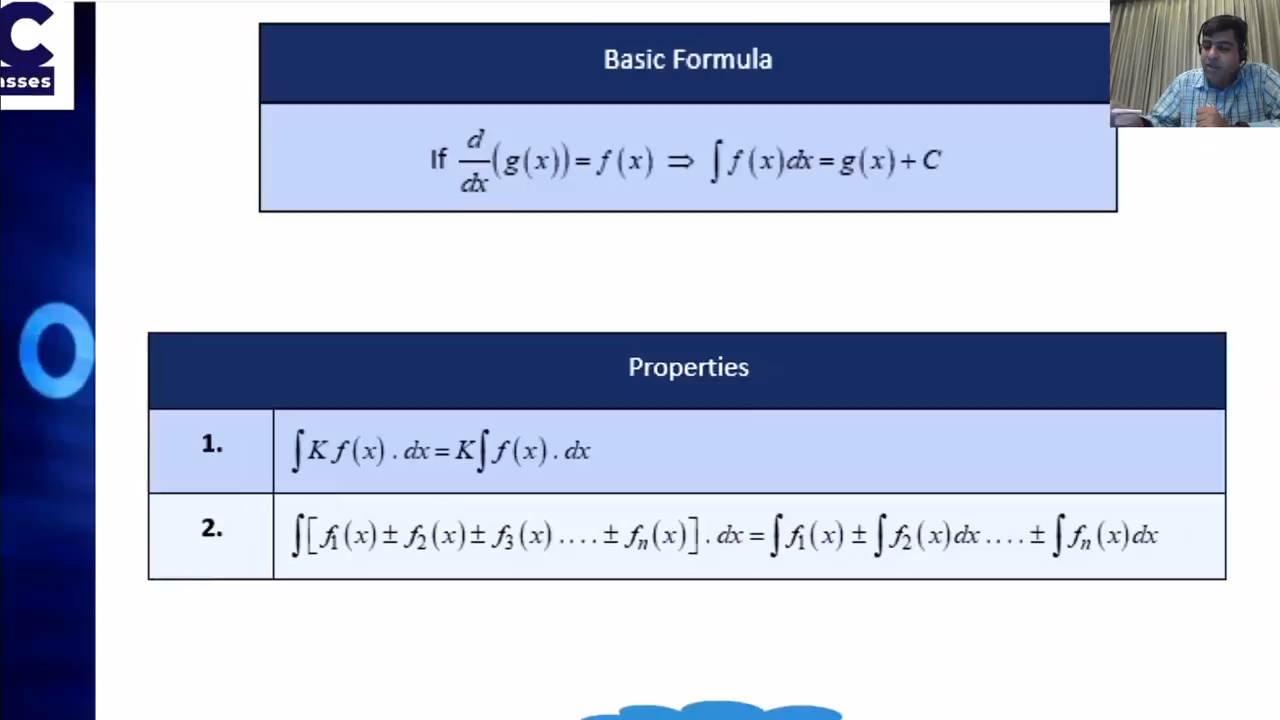 C
asses
Basic Formula
If d/dx (g(x)) = f(x) ⇒ ∫ f(x)dx = g(x) + C
Properties
1. ∫ K f(x) . dx = K ∫ f(x) . dx
2. ∫ [f₁(x) ± f₂(x) ± f₃(x) .... ± fₙ(x)] . dx = ∫ f₁(x) ± ∫ f₂(x)dx .... ± ∫ fₙ(x)dx